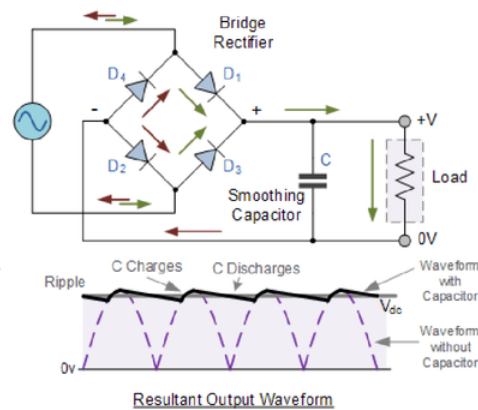 Bridge
Rectifier
D4
D1
-
+
+V
D2
D3
C
Smoothing
Capacitor
Load
0V
C Charges
C Discharges
Ripple
Waveform
with
Capacitor
Vdc
Waveform
without
Capacitor
0v
Resultant Output Waveform